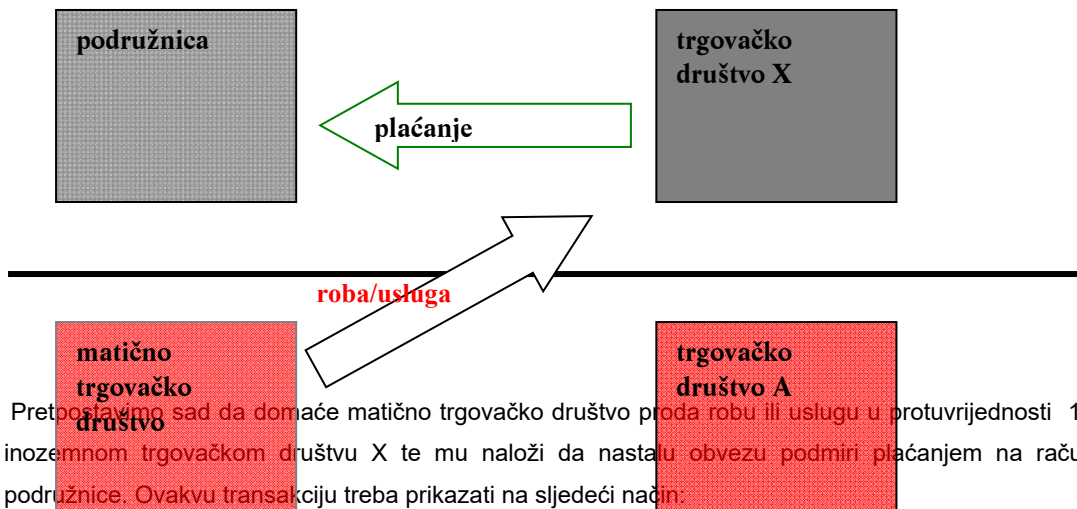 podružnica
trgovačko
društvo X
plaćanje
roba/usluga
matično
trgovačko
društvo
trgovačko
društvo A
Pretpostavimo sad da domaće matično trgovačko društvo proda robu ili uslugu u protuvrijednosti 1
inozemnom trgovačkom društvu X te mu naloži da nastalu obvezu podmiri plaćanjem na raču
podružnice. Ovakvu transakciju treba prikazati na sljedeći način: